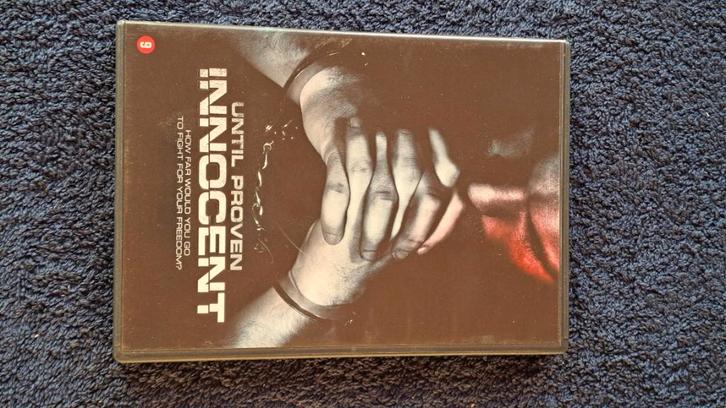 UNTIL PROVEN
INNOCENT
HOW FAR WOULD YOU GO
TO FIGHT FOR YOUR FREEDOM?
9